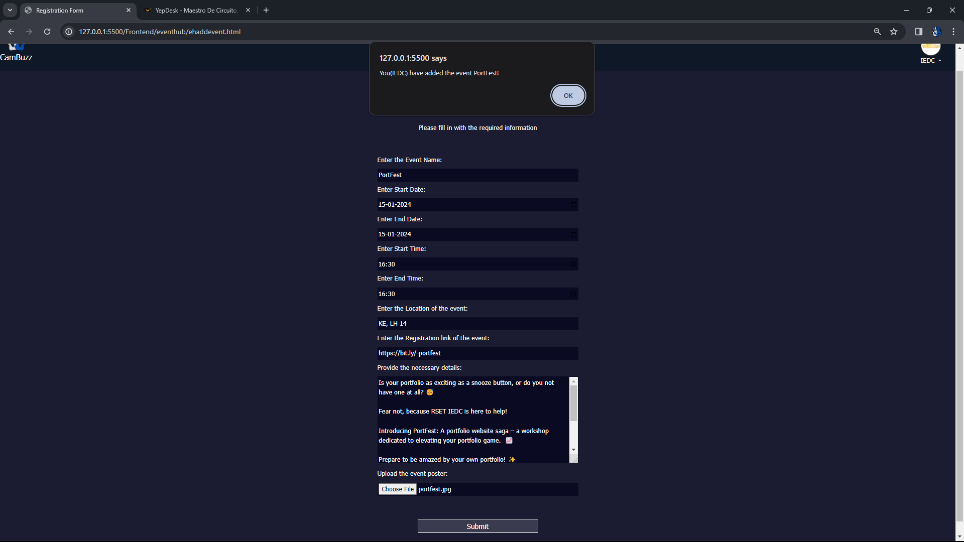 Registration Form
YepDesk - Maestro De Circuito.
127.0.0.1:5500/Frontend/eventhub/ehaddevent.html
CamBuzz
IEDC
127.0.0.1:5500 says
You(IEDC) have added the event PortFest!
OK
Please fill in with the required information
Enter the Event Name:
PortFest
Enter Start Date:
15-01-2024
Enter End Date:
15-01-2024
Enter Start Time:
16:30
Enter End Time:
16:30
Enter the Location of the event:
KE, LH 14
Enter the Registration link of the event:
https://bit.ly/-portfest
Provide the necessary details:
Is your portfolio as exciting as a snooze button, or do you not
have one at all? 😴
Fear not, because RSET IEDC is here to help!
Introducing PortFest: A portfolio website saga – a workshop
dedicated to elevating your portfolio game. 📈
Prepare to be amazed by your own portfolio! ✨
Upload the event poster:
Choose File portfest.jpg
Submit